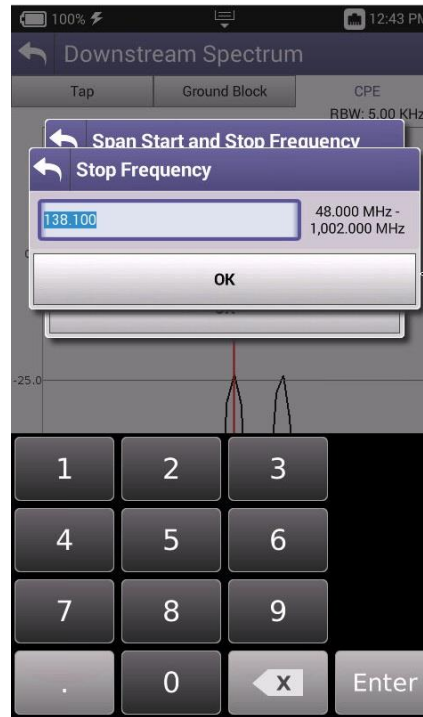 100%
12:43 PM
Downstream Spectrum
Tap
Ground Block
CPE
RBW: 5.00 KHz
Span Start and Stop Frequency
Stop Frequency
138.100
48.000 MHz -
1,002.000 MHz
OK
-25.0
1
2
3
4
5
6
7
8
9
.
0
X
Enter